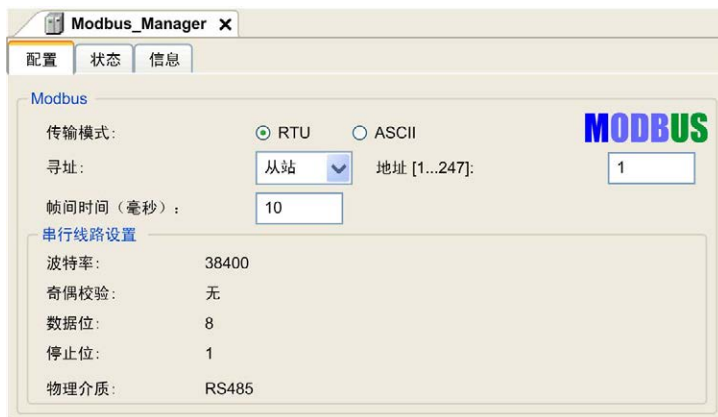 Modbus_Manager X
配置 状态 信息
Modbus
传输模式: RTU ASCII MODBUS
寻址: 从站 地址 [1...247]: 1
帧间时间（毫秒）: 10
串行线路设置
波特率: 38400
奇偶校验: 无
数据位: 8
停止位: 1
物理介质: RS485